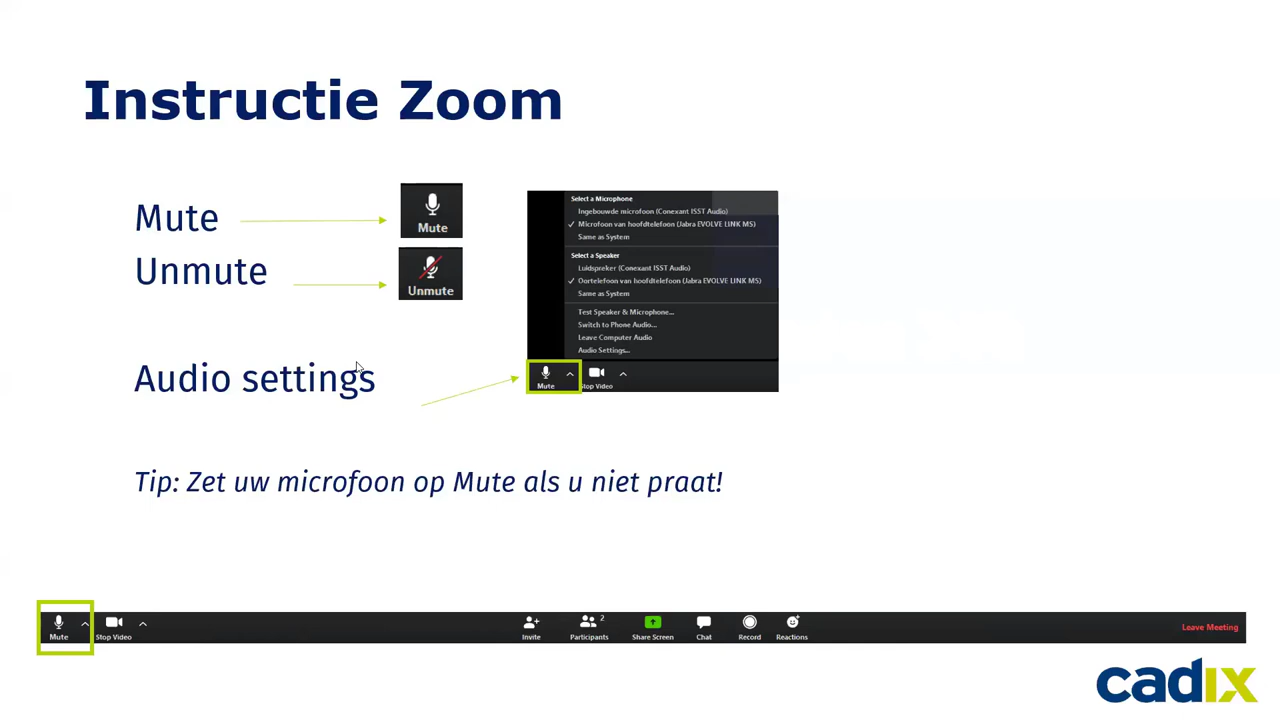 Instructie Zoom
Mute
Mute
Unmute
Unmute
Audio settings
Select a Microphone
Ingebouwde microfoon (Conexant ISST Audio)
✓ Microfoon van hoofdtelefoon (Jabra EVOLVE LINK MS)
Same as System
Select a Speaker
Luidspreker (Conexant ISST Audio)
✓ Oortelefoon van hoofdtelefoon (Jabra EVOLVE LINK MS)
Same as System
Test Speaker & Microphone...
Switch to Phone Audio...
Leave Computer Audio
Audio Settings...
Mute Stop Video
Tip: Zet uw microfoon op Mute als u niet praat!
Mute Stop Video Invite Participants 2 Share Screen Chat Record Reactions Leave Meeting
cadix